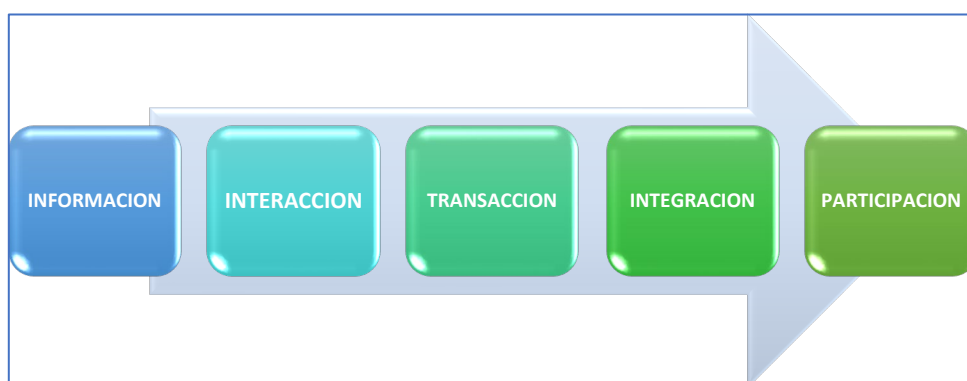 INFORMACION
INTERACCION
TRANSACCION
INTEGRACION
PARTICIPACION